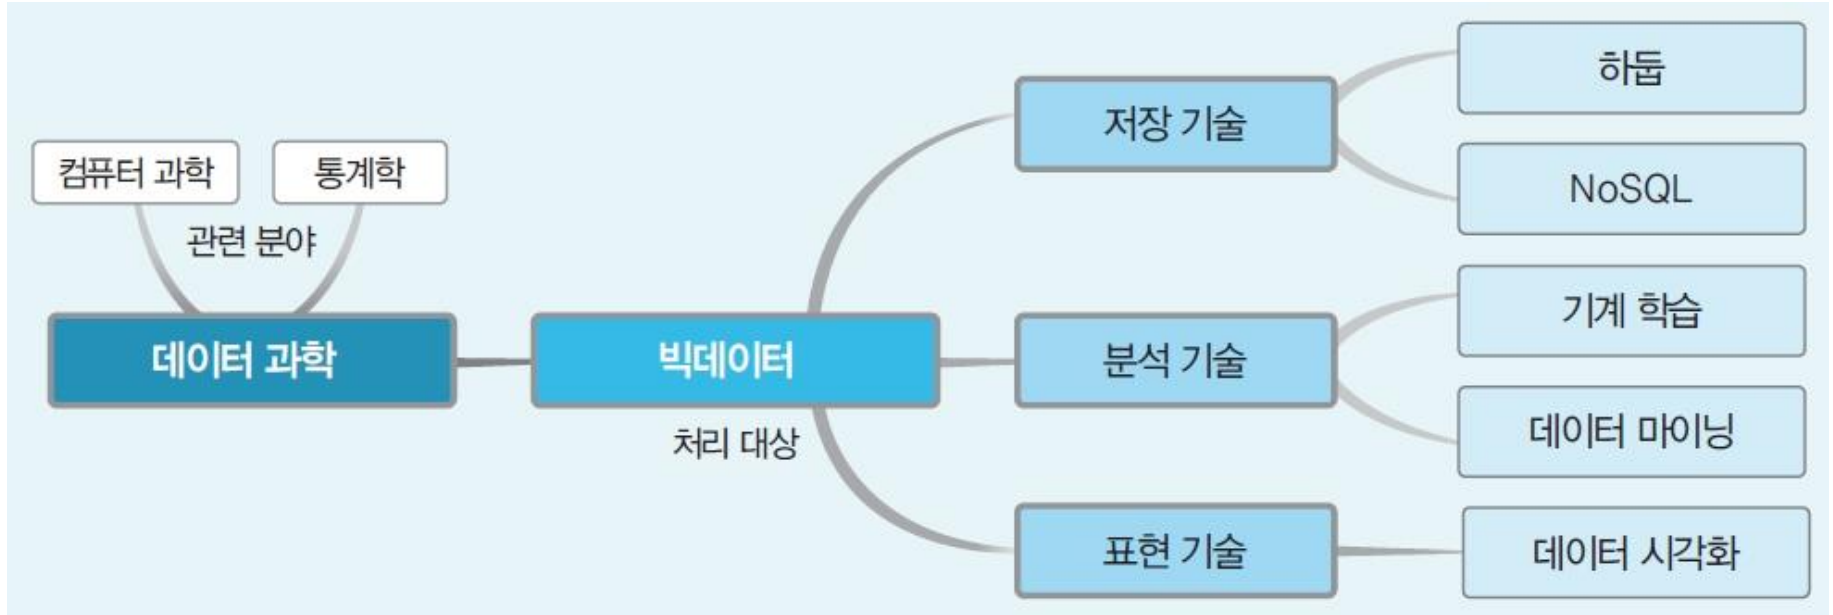 컴퓨터 과학
통계학
관련 분야
데이터 과학
빅데이터
처리 대상
저장 기술
하둡
NoSQL
분석 기술
기계 학습
데이터 마이닝
표현 기술
데이터 시각화